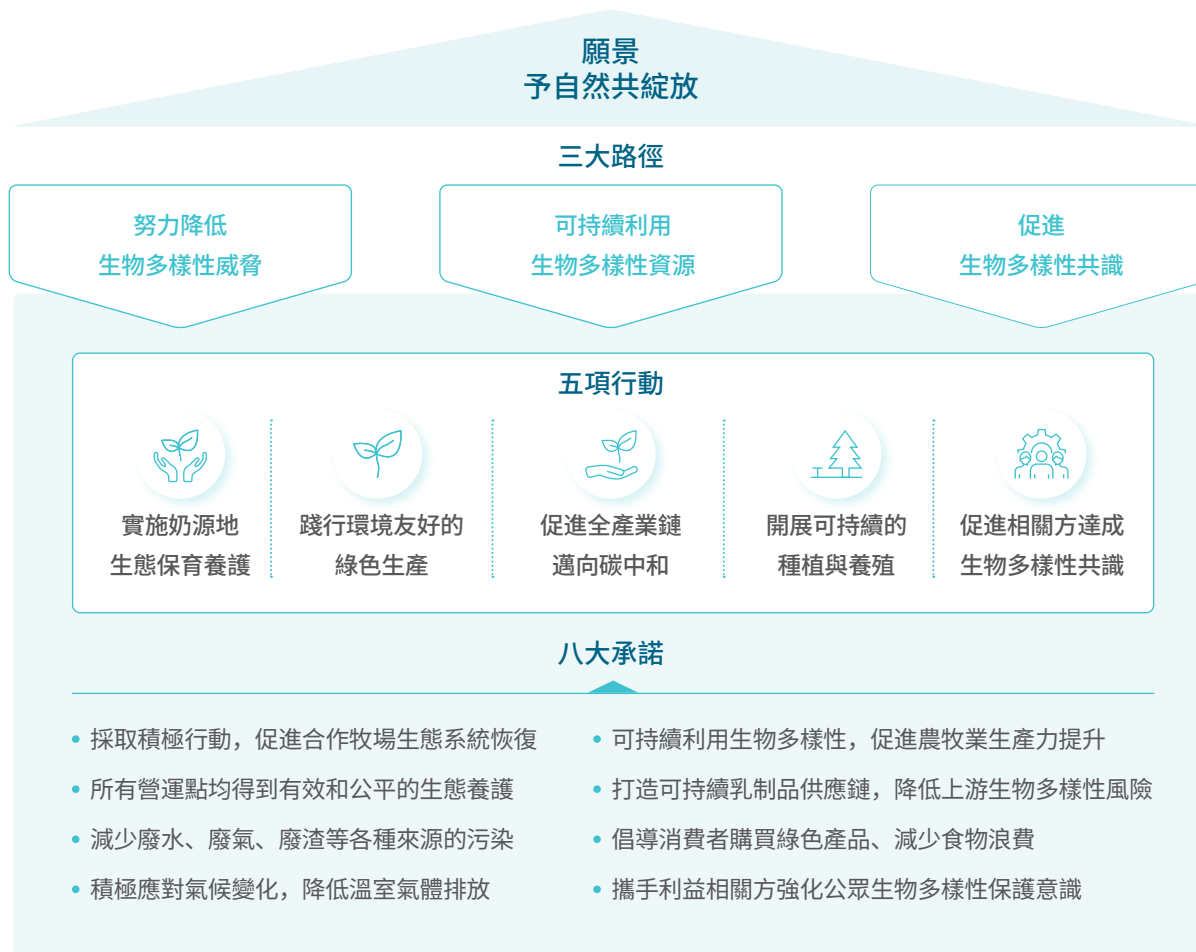 願景
予自然共綻放
三大路徑
努力降低
生物多樣性威脅
可持續利用
生物多樣性資源
促進
生物多樣性共識
五項行動
實施奶源地
生態保育養護
踐行環境友好的
綠色生產
促進全產業鏈
邁向碳中和
開展可持續的
種植與養殖
促進相關方達成
生物多樣性共識
八大承諾
• 採取積極行動，促進合作牧場生態系統恢復
• 所有營運點均得到有效和公平的生態養護
• 減少廢水、廢氣、廢渣等各種來源的污染
• 積極應對氣候變化，降低溫室氣體排放
• 可持續利用生物多樣性，促進農牧業生產力提升
• 打造可持續乳制品供應鏈，降低上游生物多樣性風險
• 倡導消費者購買綠色產品、減少食物浪費
• 攜手利益相關方強化公眾生物多樣性保護意識